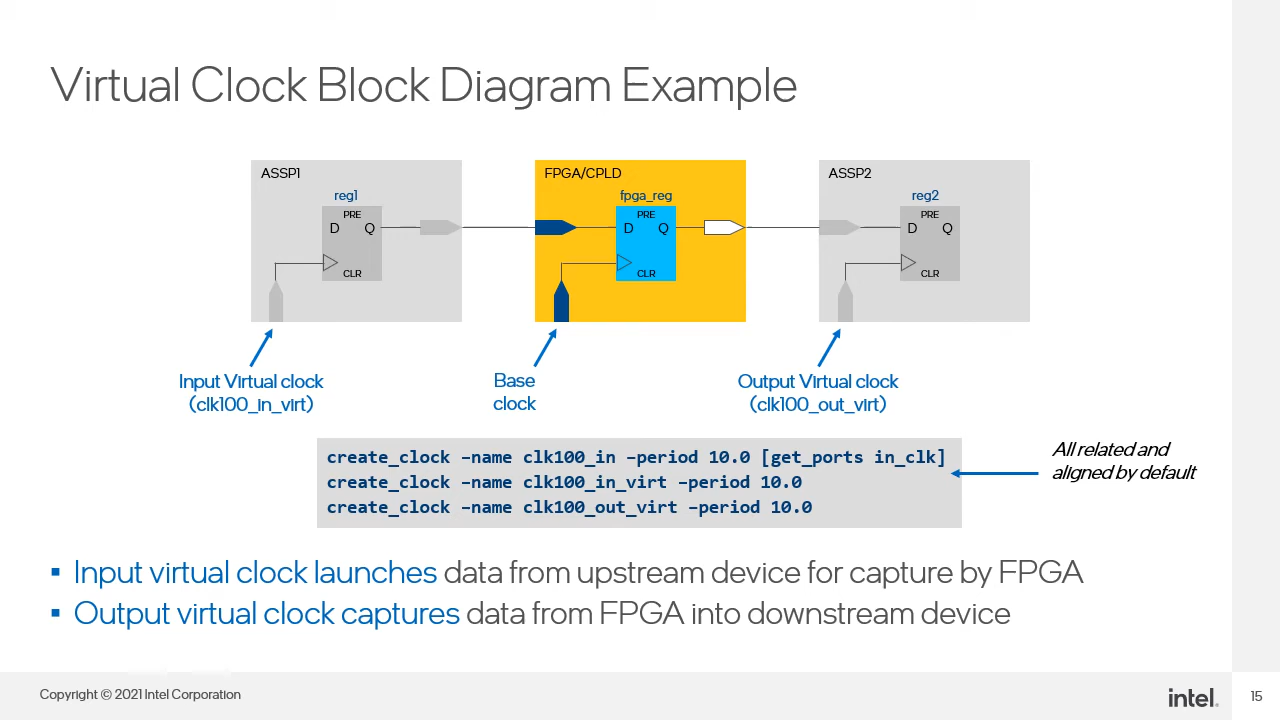 Virtual Clock Block Diagram Example
ASSP1
reg1
PRE
D Q
CLR
FPGA/CPLD
fpga_reg
PRE
D Q
CLR
ASSP2
reg2
PRE
D Q
CLR
Input Virtual clock
(clk100_in_virt)
Base
clock
Output Virtual clock
(clk100_out_virt)
create_clock –name clk100_in –period 10.0 [get_ports in_clk]
create_clock –name clk100_in_virt –period 10.0
create_clock –name clk100_out_virt –period 10.0
All related and
aligned by default
▪ Input virtual clock launches data from upstream device for capture by FPGA
▪ Output virtual clock captures data from FPGA into downstream device
Copyright © 2021 Intel Corporation
intel.
15